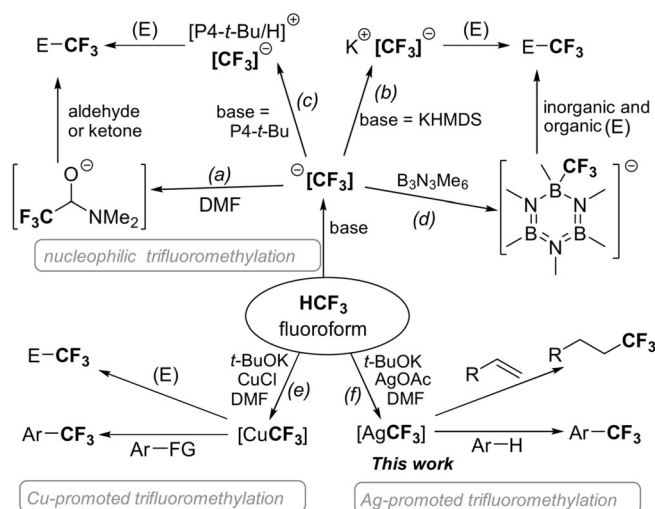 [P4-t-Bu/H]⊕
E–CF3
(E)
[CF3]⊖
K⊕ [CF3]⊖
(E)
E–CF3
aldehyde
or ketone
(c)
base =
P4-t-Bu
(b)
base = KHMDS
inorganic and
organic (E)
O⊖
F3C
NMe2
(a)
DMF
⊖[CF3]
B3N3Me6
(d)
CF3
B
N
N
B
B
N
⊖
nucleophilic trifluoromethylation
base
HCF3
fluoroform
E–CF3
(E)
t-BuOK
CuCl
DMF
(e)
t-BuOK
AgOAc
DMF
(f)
R
R
CF3
Ar–CF3
Ar–FG
[CuCF3]
[AgCF3]
Ar–H
Ar–CF3
This work
Cu-promoted trifluoromethylation
Ag-promoted trifluoromethylation